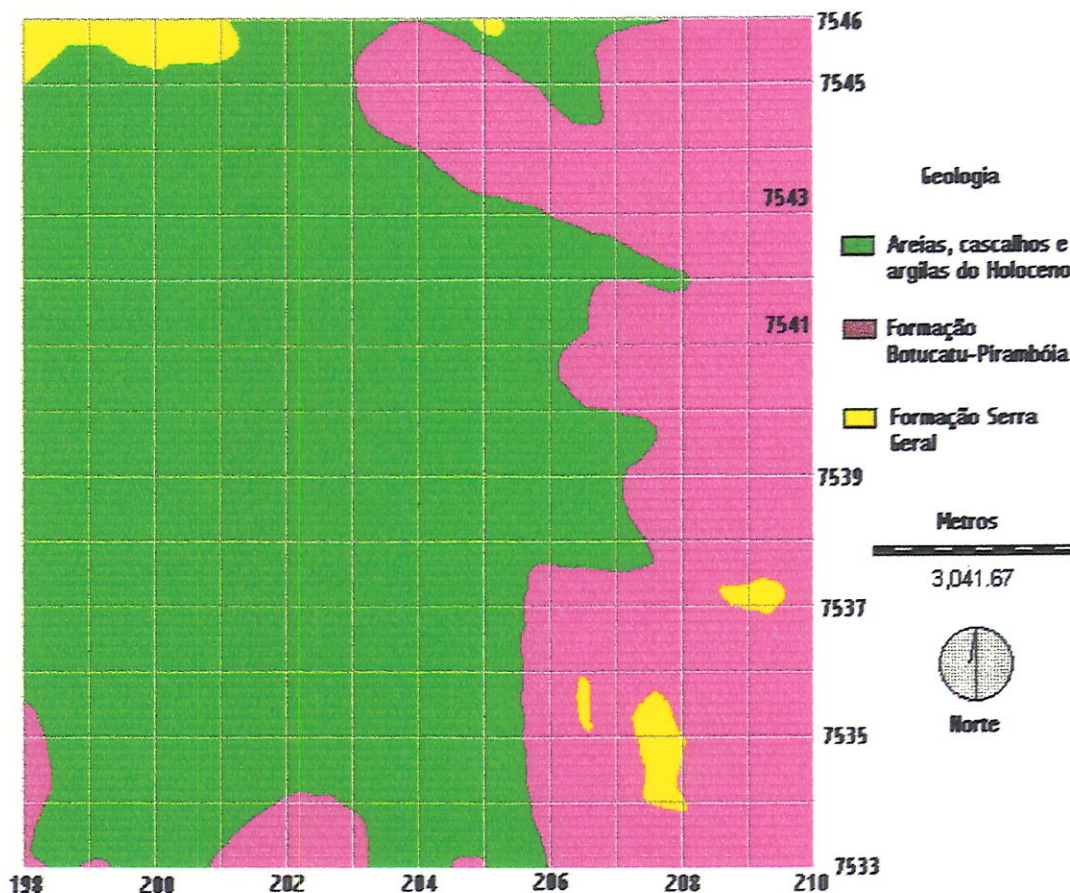 7546
7545
7543
7541
7539
7537
7535
7533
198 200 202 204 206 208 210
Geologia
Areias, cascalhos e
argilas do Holoceno
Formação
Botucatu-Pirambóia
Formação Serra
Geral
Metros
3,041.67
Norte